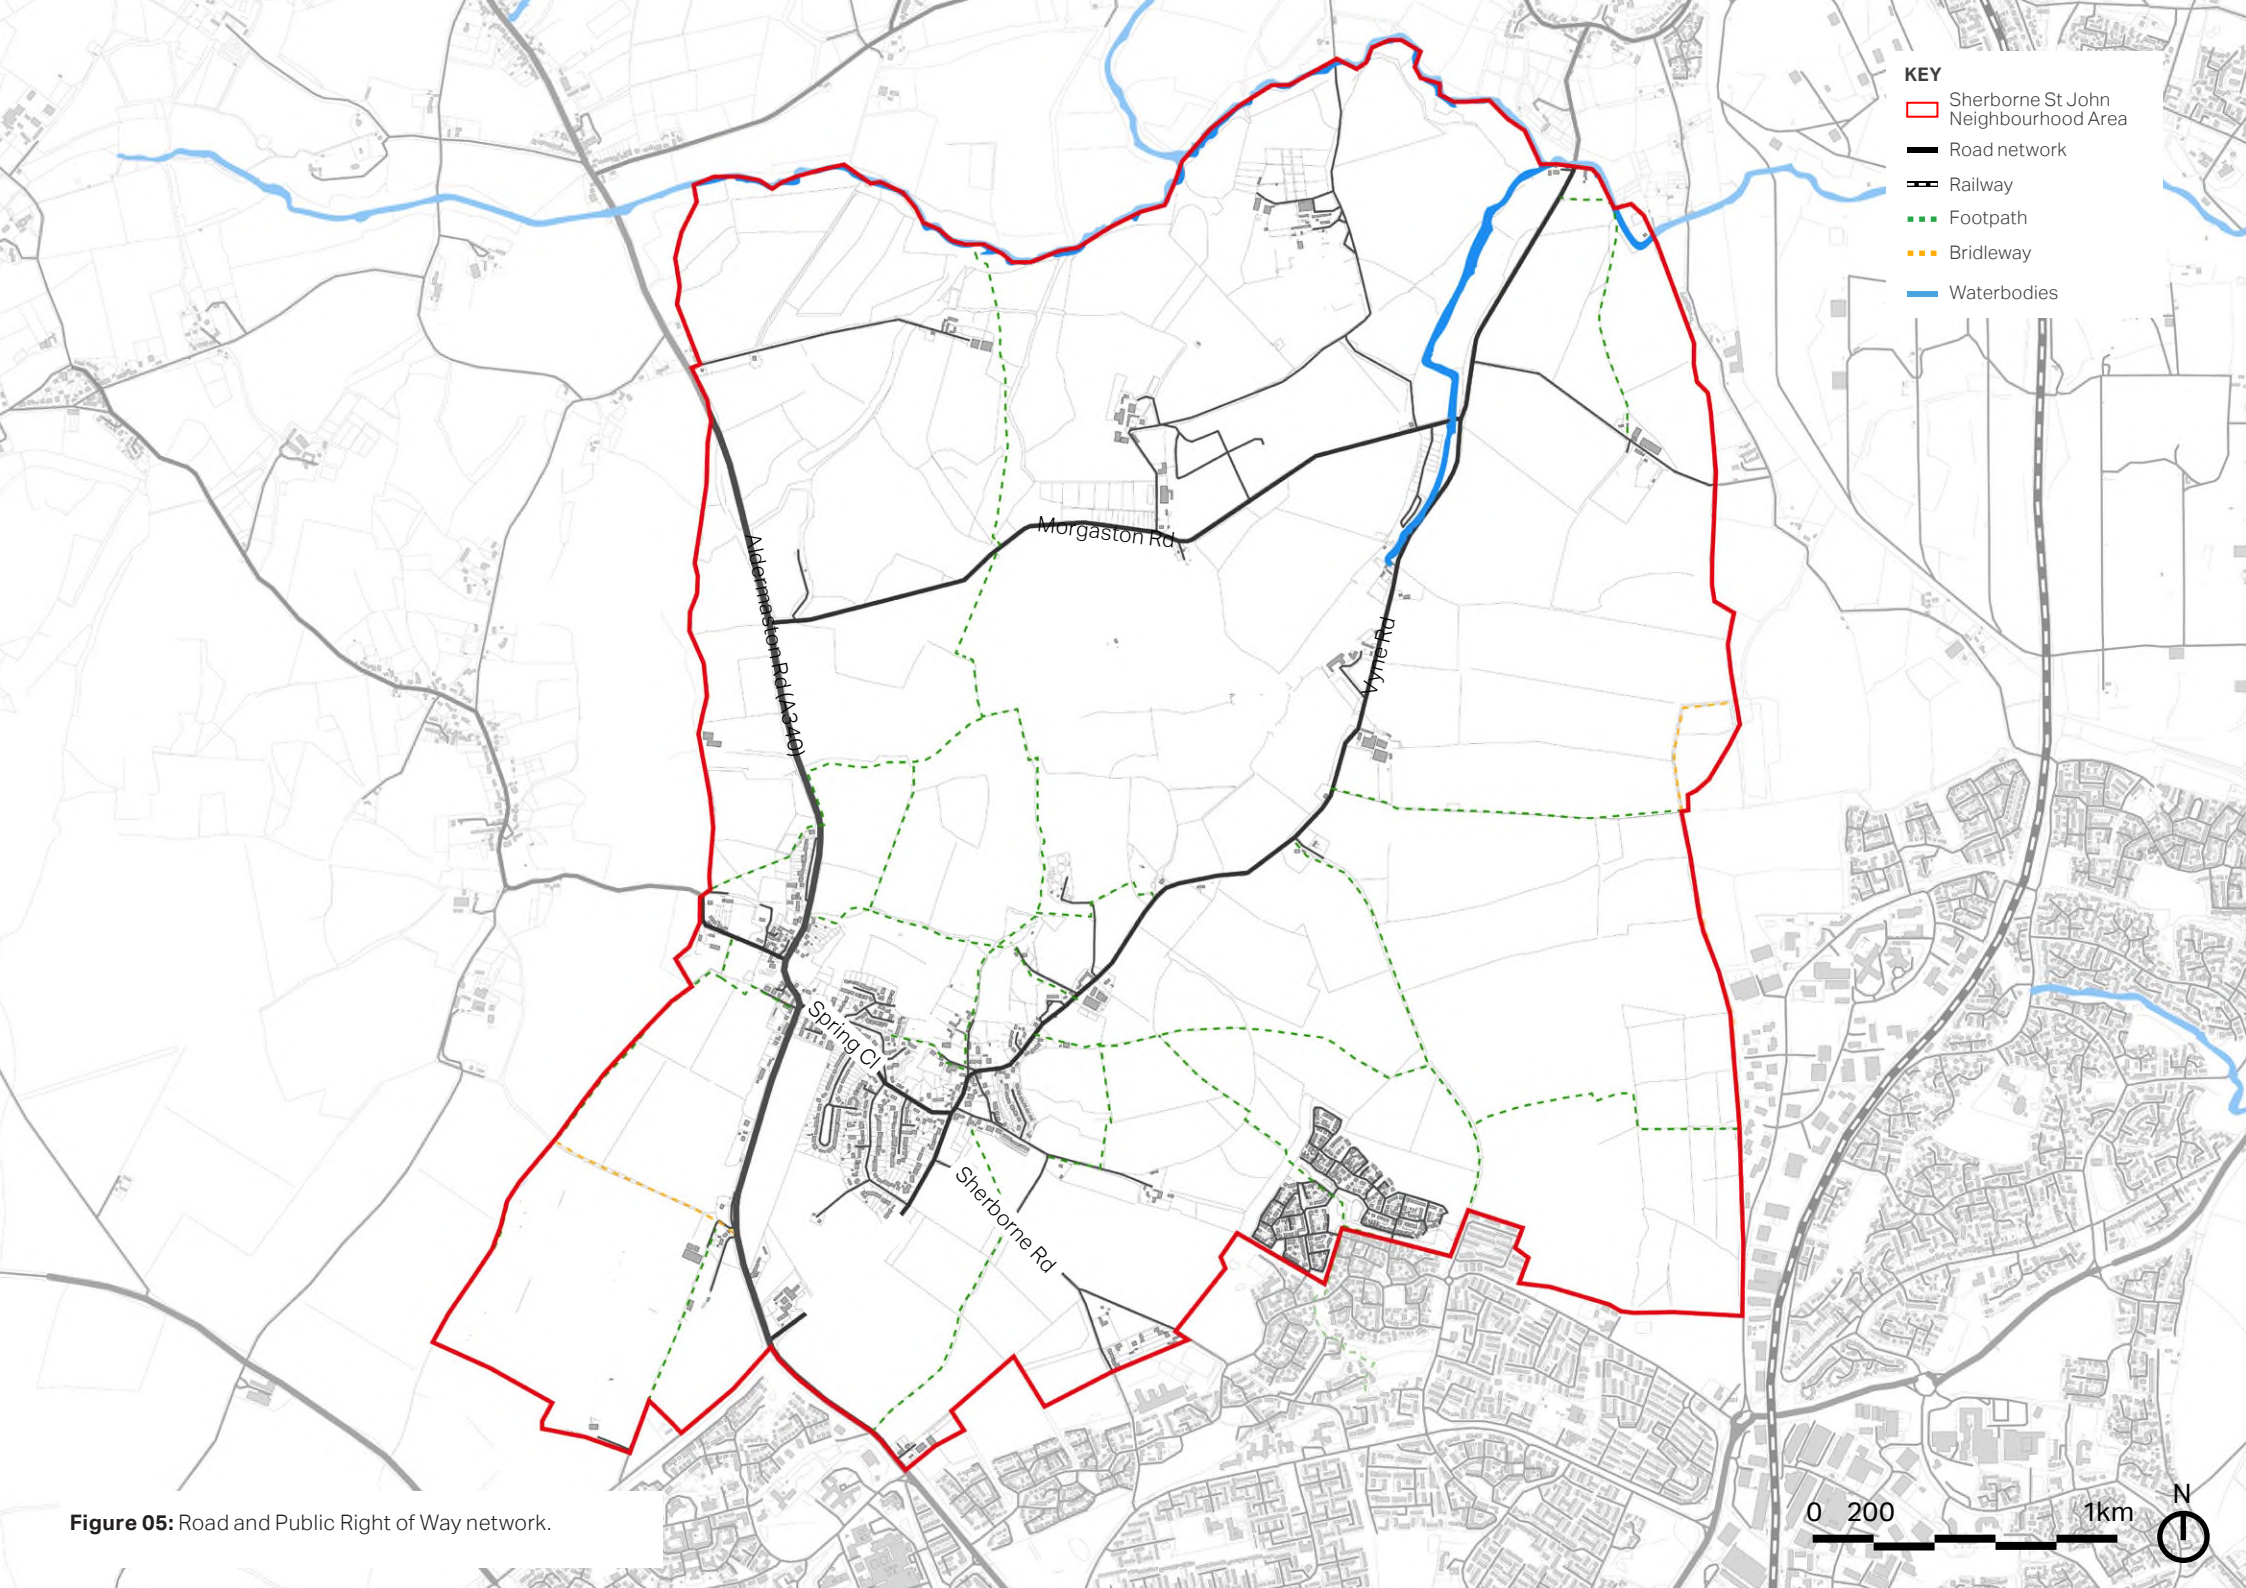 KEY
Sherborne St John
Neighbourhood Area
Road network
Railway
Footpath
Bridleway
Waterbodies
Morgaston Rd
Aldermaston Rd (A340)
Vyne Rd
Spring Cl
Sherborne Rd
Figure 05: Road and Public Right of Way network.
0 200 1km
N